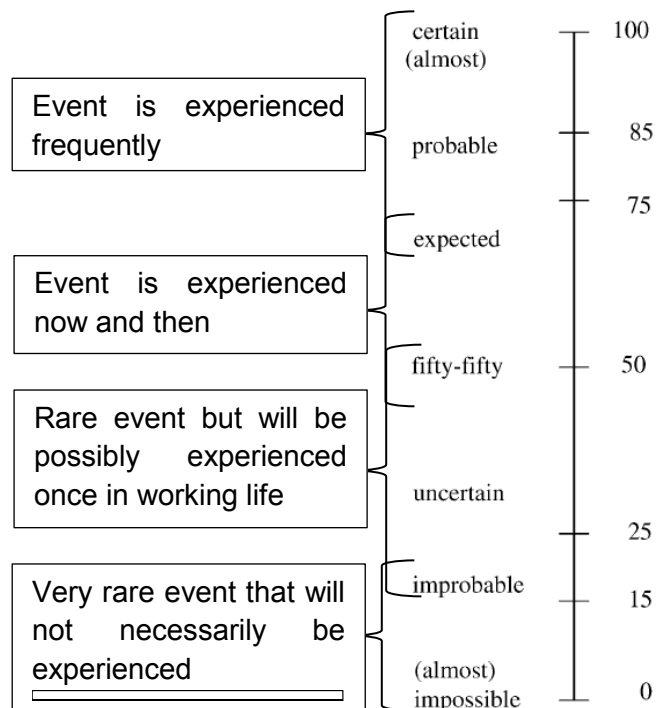 certain
(almost)
100
Event is experienced
frequently
85
probable
75
expected
Event is experienced
now and then
fifty-fifty
50
Rare event but will be
possibly experienced
once in working life
uncertain
25
Very rare event that will
not necessarily be
experienced
improbable
15
(almost)
impossible
0